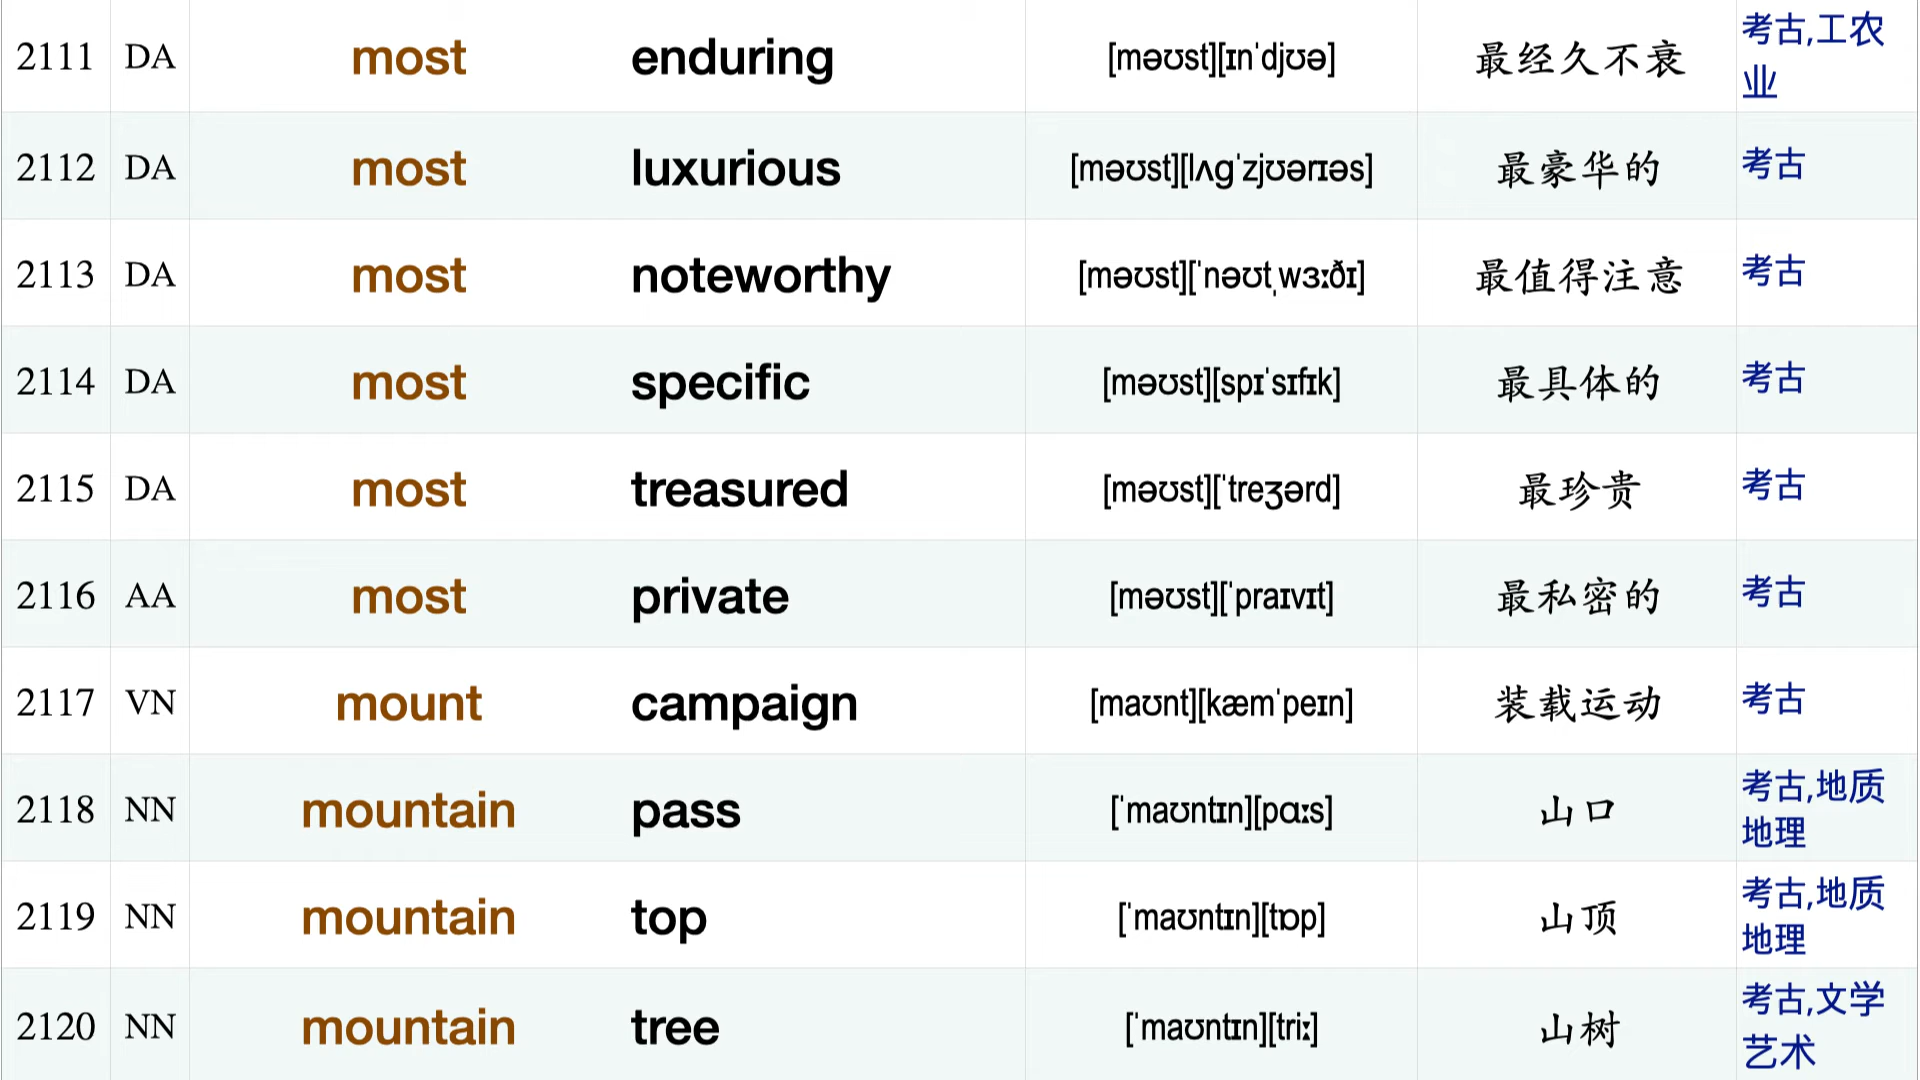 2111 DA most enduring [məʊst][ɪnˈdjʊə] 最经久不衰 考古,工农
业
2112 DA most luxurious [məʊst][lʌgˈzjʊərɪəs] 最豪华的 考古
2113 DA most noteworthy [məʊst][ˈnəʊtˌwɜːðɪ] 最值得注意 考古
2114 DA most specific [məʊst][spɪˈsɪfɪk] 最具体的 考古
2115 DA most treasured [məʊst][ˈtreʒərd] 最珍贵 考古
2116 AA most private [məʊst][ˈpraɪvɪt] 最私密的 考古
2117 VN mount campaign [maʊnt][kæmˈpeɪn] 装载运动 考古
2118 NN mountain pass [ˈmaʊntɪn][pɑːs] 山口 考古,地质
地理
2119 NN mountain top [ˈmaʊntɪn][tɒp] 山顶 考古,地质
地理
2120 NN mountain tree [ˈmaʊntɪn][triː] 山树 考古,文学
艺术